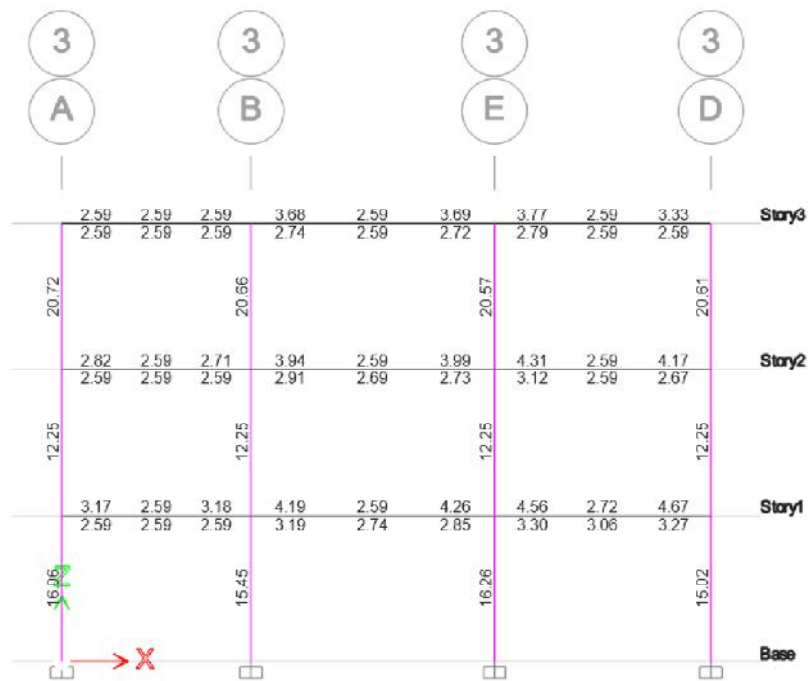 3 3 3 3
A B E D
2.59 2.59 2.59 3.68 2.59 3.69 3.77 2.59 3.33 Story3
2.59 2.59 2.59 2.74 2.59 2.72 2.79 2.59 2.59
20.72 20.66 20.57 20.61
2.82 2.59 2.71 3.94 2.59 3.99 4.31 2.59 4.17 Story2
2.59 2.59 2.59 2.91 2.69 2.73 3.12 2.59 2.67
12.25 12.25 12.25 12.25
3.17 2.59 3.18 4.19 2.59 4.26 4.56 2.72 4.67 Story1
2.59 2.59 2.59 3.19 2.74 2.85 3.30 3.06 3.27
16.06 15.45 16.26 15.02
Z
X Base